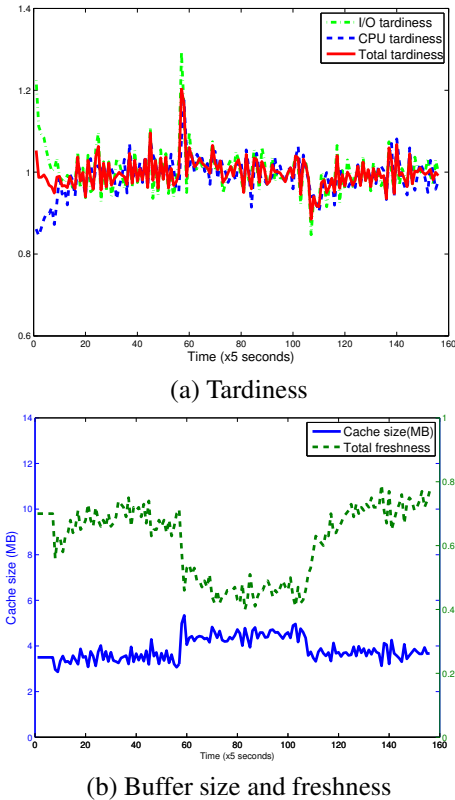 1.4
I/O tardiness
CPU tardiness
Total tardiness
1.2
1
0.8
0.6
0 20 40 60 80 100 120 140 160
Time (x5 seconds)
(a) Tardiness
14 1
Cache size(MB)
Total freshness
12
10 0.8
8 0.6
Cache size (MB)
6 0.4
4
2 0.2
0 0
0 20 40 60 80 100 120 140 160
Time (x5 seconds)
(b) Buffer size and freshness